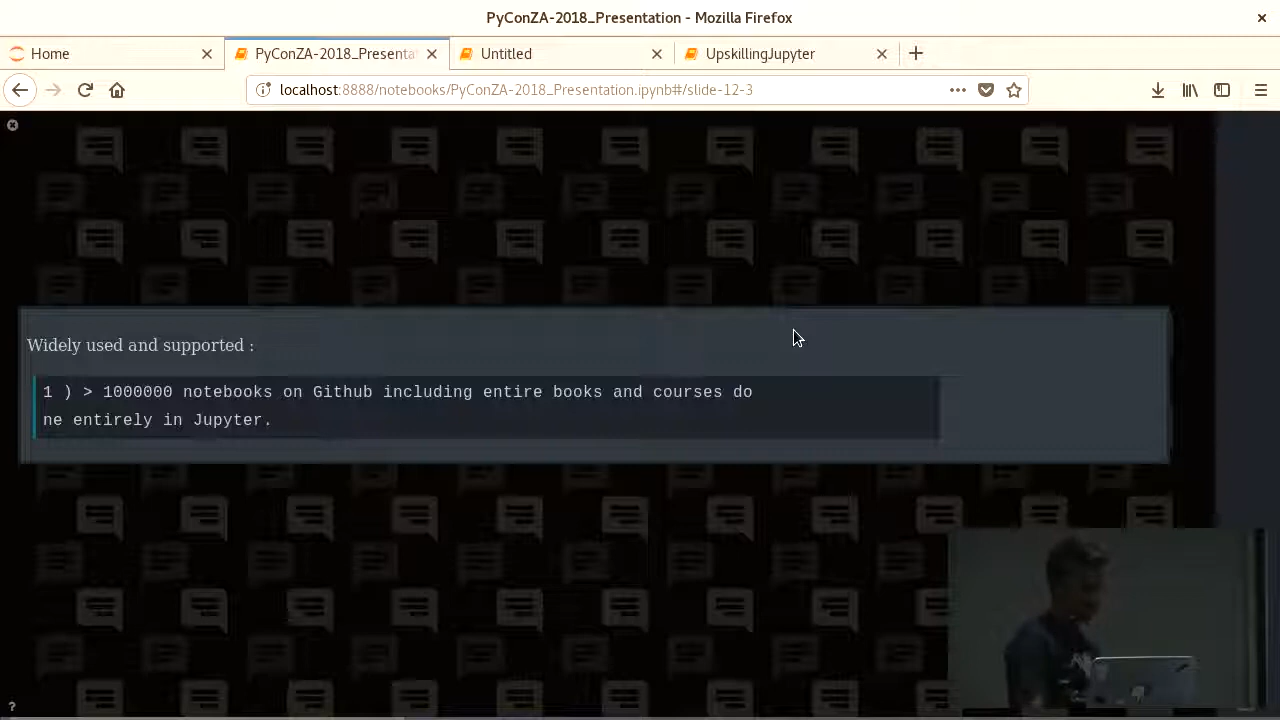 PyConZA-2018_Presentation - Mozilla Firefox
Home
PyConZA-2018_Presenta
Untitled
UpskillingJupyter
localhost:8888/notebooks/PyConZA-2018_Presentation.ipynb#/slide-12-3
Widely used and supported :
1 ) > 1000000 notebooks on Github including entire books and courses do
ne entirely in Jupyter.
?